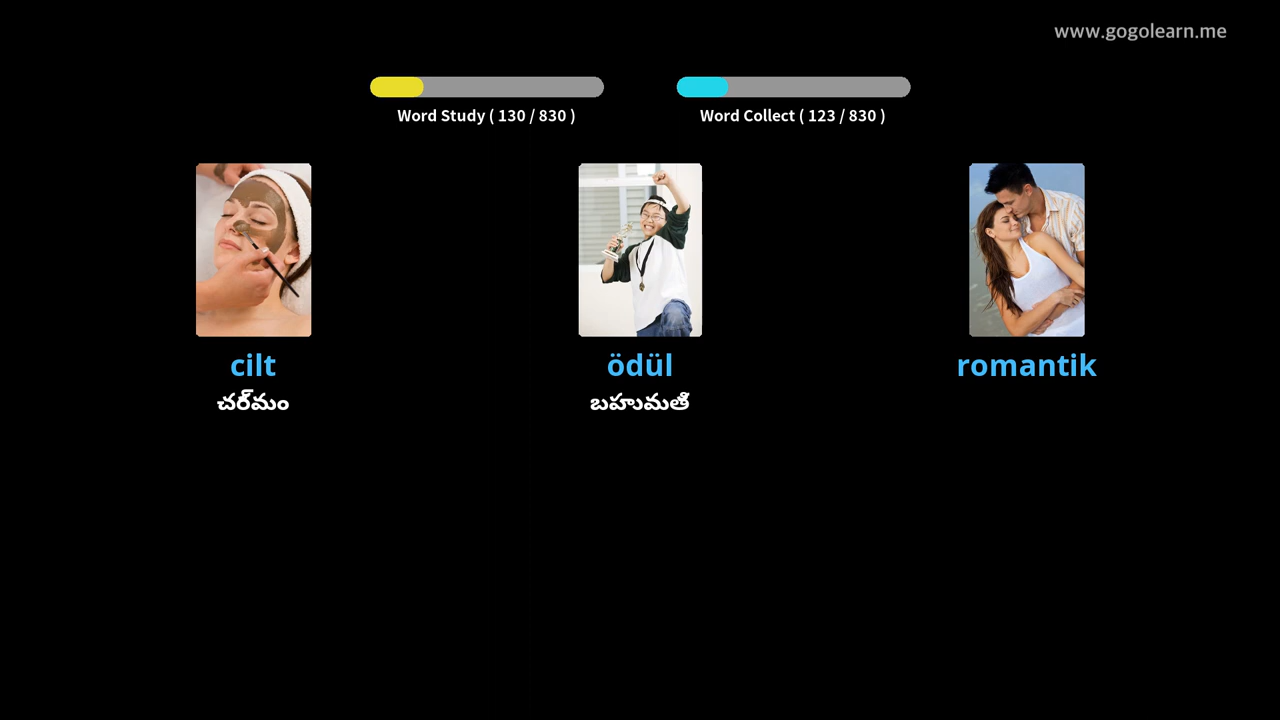 www.gogolearn.me
Word Study ( 130 / 830 )
Word Collect ( 123 / 830 )
cilt
ödül
romantik
చర్మం
బహుమతి